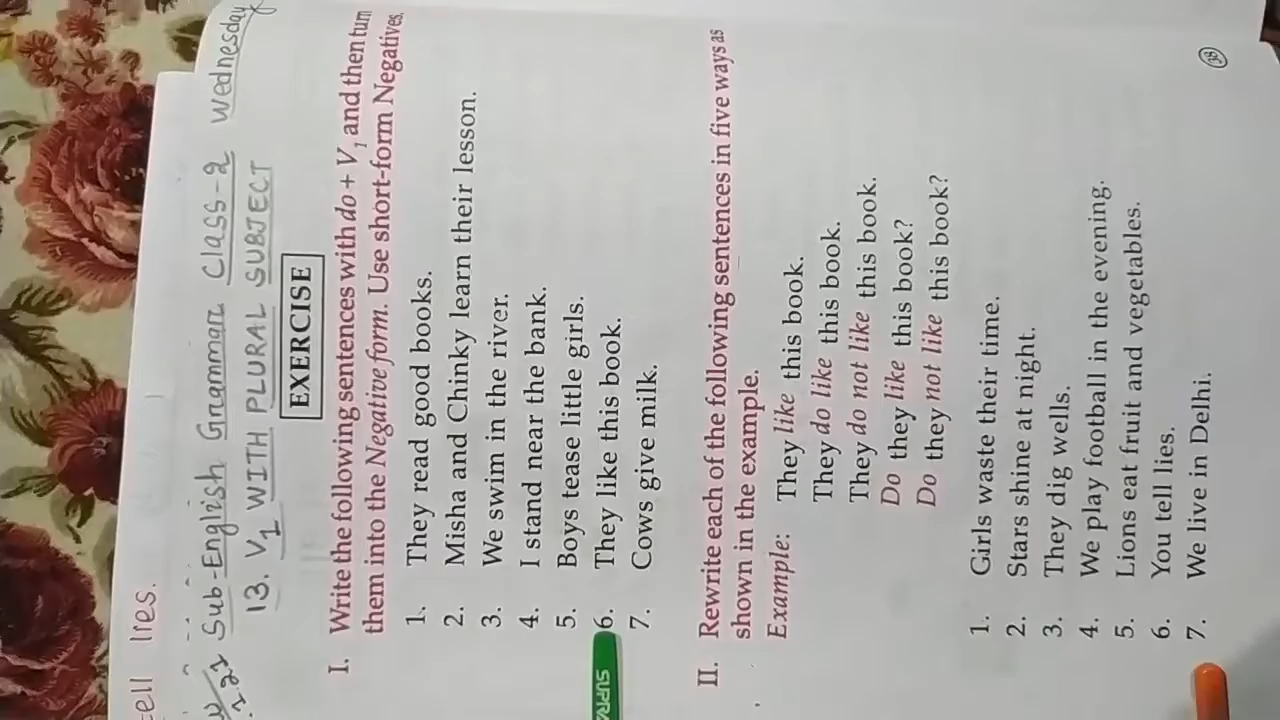 tell lies.
Sub-English Grammar Class-2 Wednesday
13. V1 WITH PLURAL SUBJECT
EXERCISE
I. Write the following sentences with do + V1 and then turn
them into the Negative form. Use short-form Negatives.
1. They read good books.
2. Misha and Chinky learn their lesson.
3. We swim in the river.
4. I stand near the bank.
5. Boys tease little girls.
6. They like this book.
7. Cows give milk.
II. Rewrite each of the following sentences in five ways as
shown in the example.
Example: They like this book.
They do like this book.
They do not like this book.
Do they like this book?
Do they not like this book?
1. Girls waste their time.
2. Stars shine at night.
3. They dig wells.
4. We play football in the evening.
5. Lions eat fruit and vegetables.
6. You tell lies.
7. We live in Delhi.
38